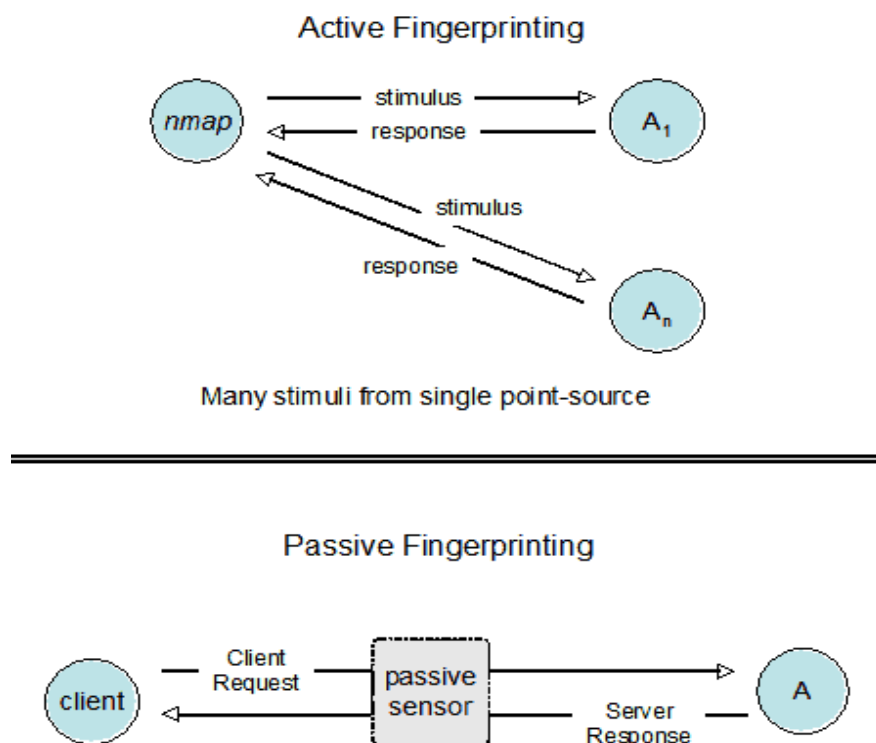 Active Fingerprinting
nmap
stimulus
response
A1
stimulus
response
An
Many stimuli from single point-source
Passive Fingerprinting
client
Client
Request
passive
sensor
Server
Response
A